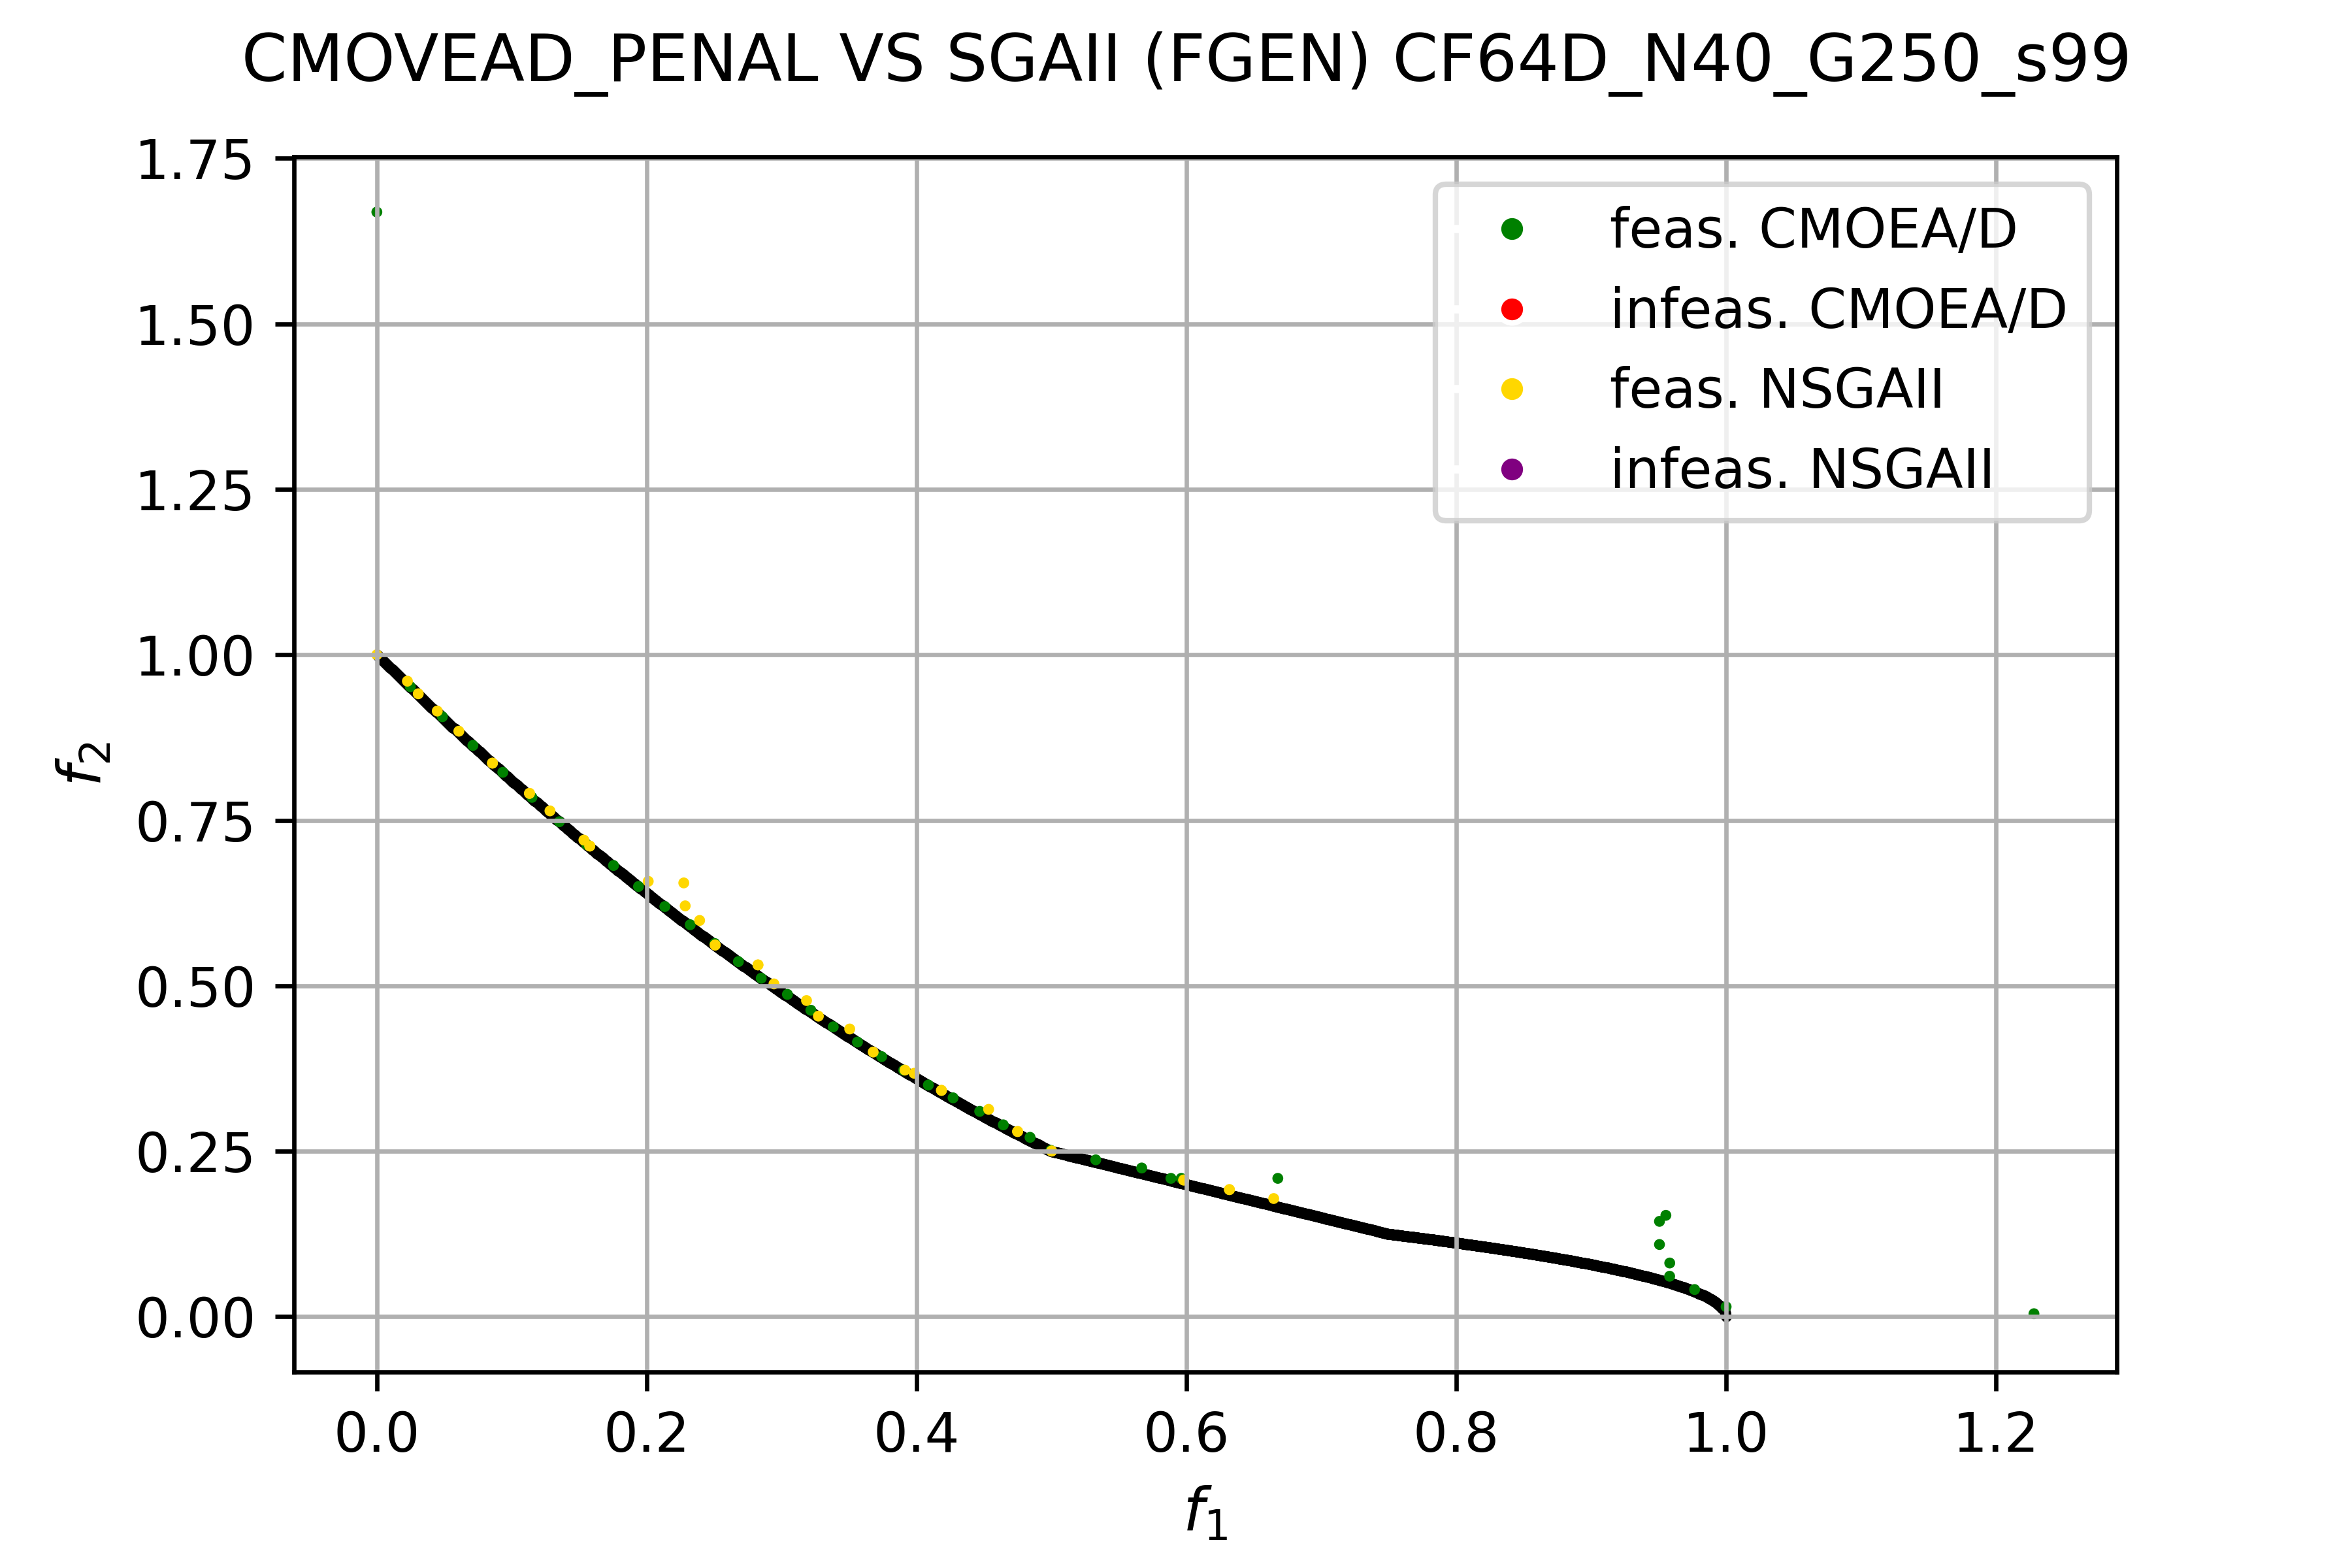 CMOVEAD_PENAL VS SGAII (FGEN) CF64D_N40_G250_s99
1.75
1.50
1.25
1.00
0.75
0.50
0.25
0.00
f2
feas. CMOEA/D
infeas. CMOEA/D
feas. NSGAII
infeas. NSGAII
0.0 0.2 0.4 0.6 0.8 1.0 1.2
f1